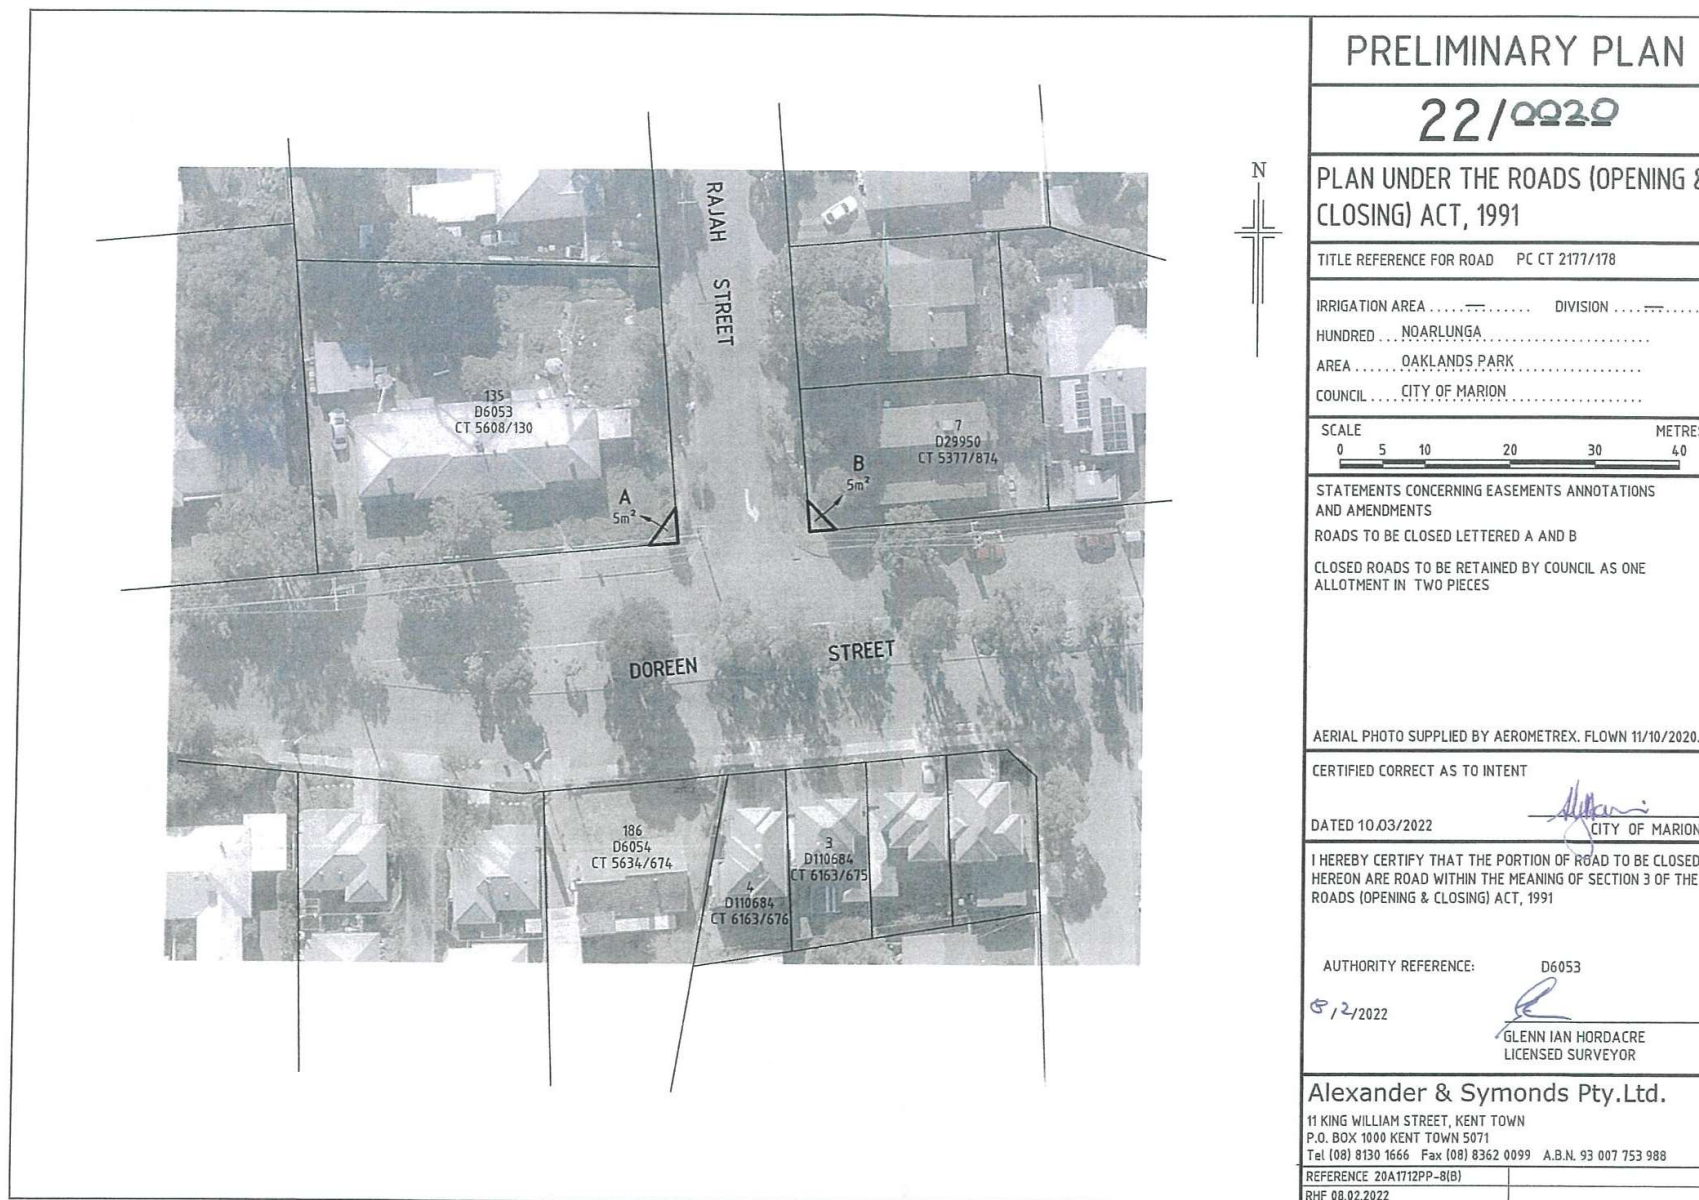 PRELIMINARY PLAN
22/0020
PLAN UNDER THE ROADS (OPENING &
CLOSING) ACT, 1991
TITLE REFERENCE FOR ROAD PC CT 2177/178
IRRIGATION AREA ....—....... DIVISION ....—....
HUNDRED ... NOARLUNGA
AREA ..... OAKLANDS PARK
COUNCIL .... CITY OF MARION
SCALE METRES
0 5 10 20 30 40
STATEMENTS CONCERNING EASEMENTS ANNOTATIONS
AND AMENDMENTS
ROADS TO BE CLOSED LETTERED A AND B
CLOSED ROADS TO BE RETAINED BY COUNCIL AS ONE
ALLOTMENT IN TWO PIECES
AERIAL PHOTO SUPPLIED BY AEROMETREX. FLOWN 11/10/2020.
CERTIFIED CORRECT AS TO INTENT
DATED 10.03/2022
CITY OF MARION
I HEREBY CERTIFY THAT THE PORTION OF ROAD TO BE CLOSED
HEREON ARE ROAD WITHIN THE MEANING OF SECTION 3 OF THE
ROADS (OPENING & CLOSING) ACT, 1991
AUTHORITY REFERENCE: D6053
8/2/2022
GLENN IAN HORDACRE
LICENSED SURVEYOR
Alexander & Symonds Pty.Ltd.
11 KING WILLIAM STREET, KENT TOWN
P.O. BOX 1000 KENT TOWN 5071
Tel (08) 8130 1666 Fax (08) 8362 0099 A.B.N. 93 007 753 988
REFERENCE 20A1712PP-8(B)
RHF 08.02.2022
N
RAJAH STREET
135
D6053
CT 5608/130
7
D29950
CT 5377/874
A
5m²
B
5m²
DOREEN STREET
186
D6054
CT 5634/674
3
D110684
CT 6163/675
4
D110684
CT 6163/676